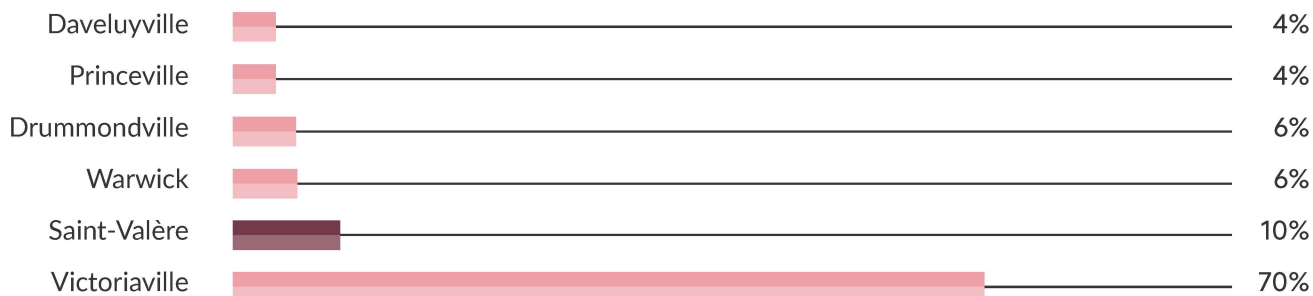 Daveluyville 4%
Princeville 4%
Drummondville 6%
Warwick 6%
Saint-Valère 10%
Victoriaville 70%